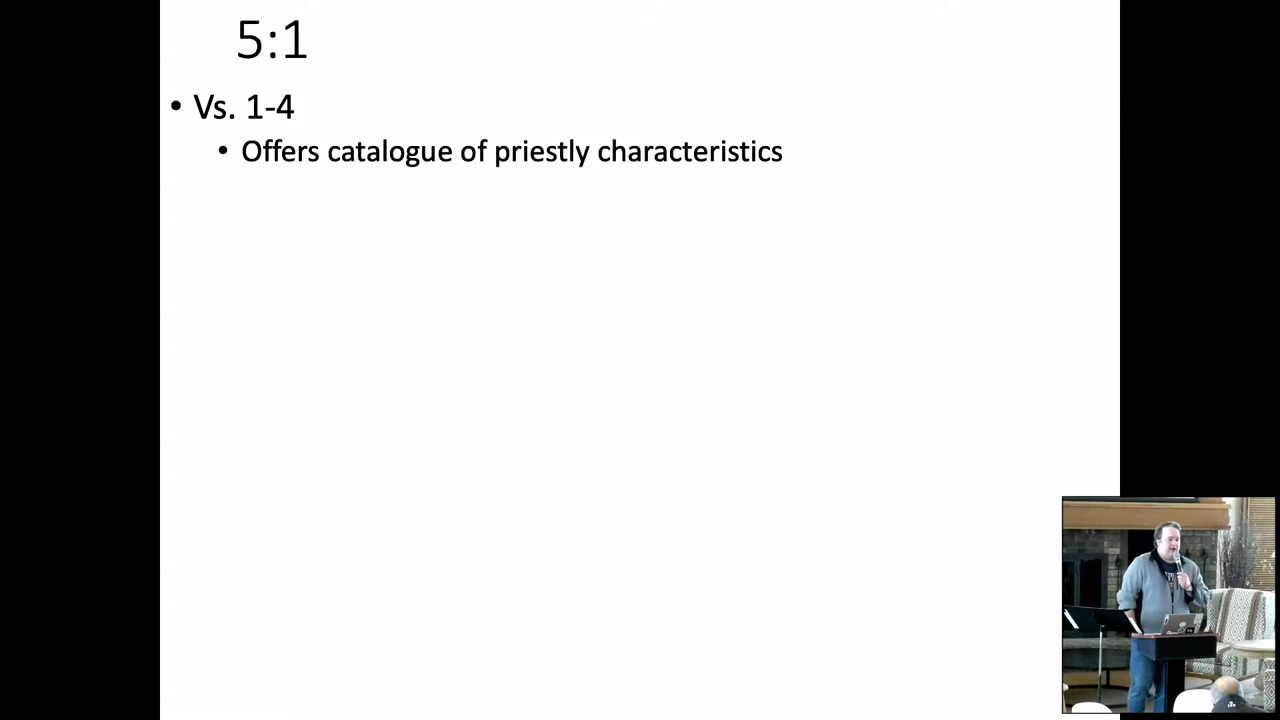 5:1
• Vs. 1-4
• Offers catalogue of priestly characteristics